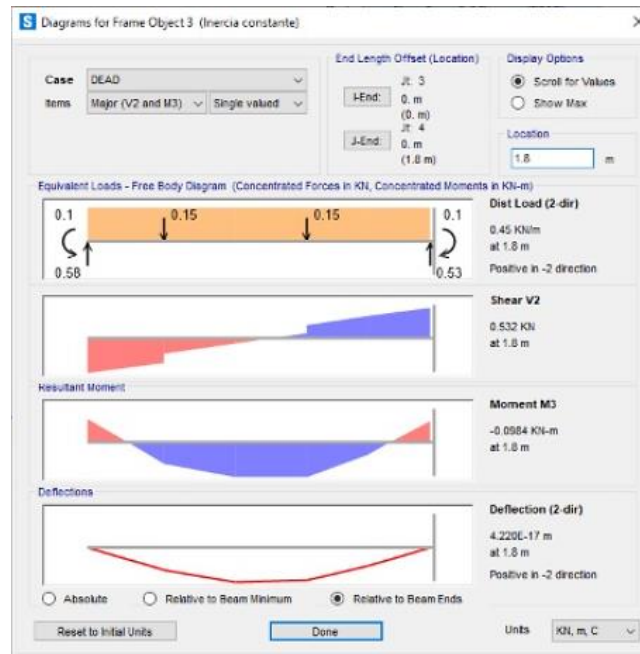 S Diagrams for Frame Object 3 (Inercia constante)
Case DEAD
Items Major (V2 and M3) Single valued
End Length Offset (Location)
I-End: Jt: 3
0. m
(0. m)
J-End: Jt: 4
0. m
(1.8 m)
Display Options
Scroll for Values
Show Max
Location
1.8 m
Equivalent Loads - Free Body Diagram (Concentrated Forces in KN, Concentrated Moments in KN-m)
0.1 0.15 0.15 0.1
0.58 0.53
Dist Load (2-dir)
0.45 KN/m
at 1.8 m
Positive in -2 direction
Shear V2
0.532 KN
at 1.8 m
Resultant Moment
Moment M3
-0.0984 KN-m
at 1.8 m
Deflections
Deflection (2-dir)
4.220E-17 m
at 1.8 m
Positive in -2 direction
Absolute Relative to Beam Minimum Relative to Beam Ends
Reset to Initial Units Done Units KN, m, C